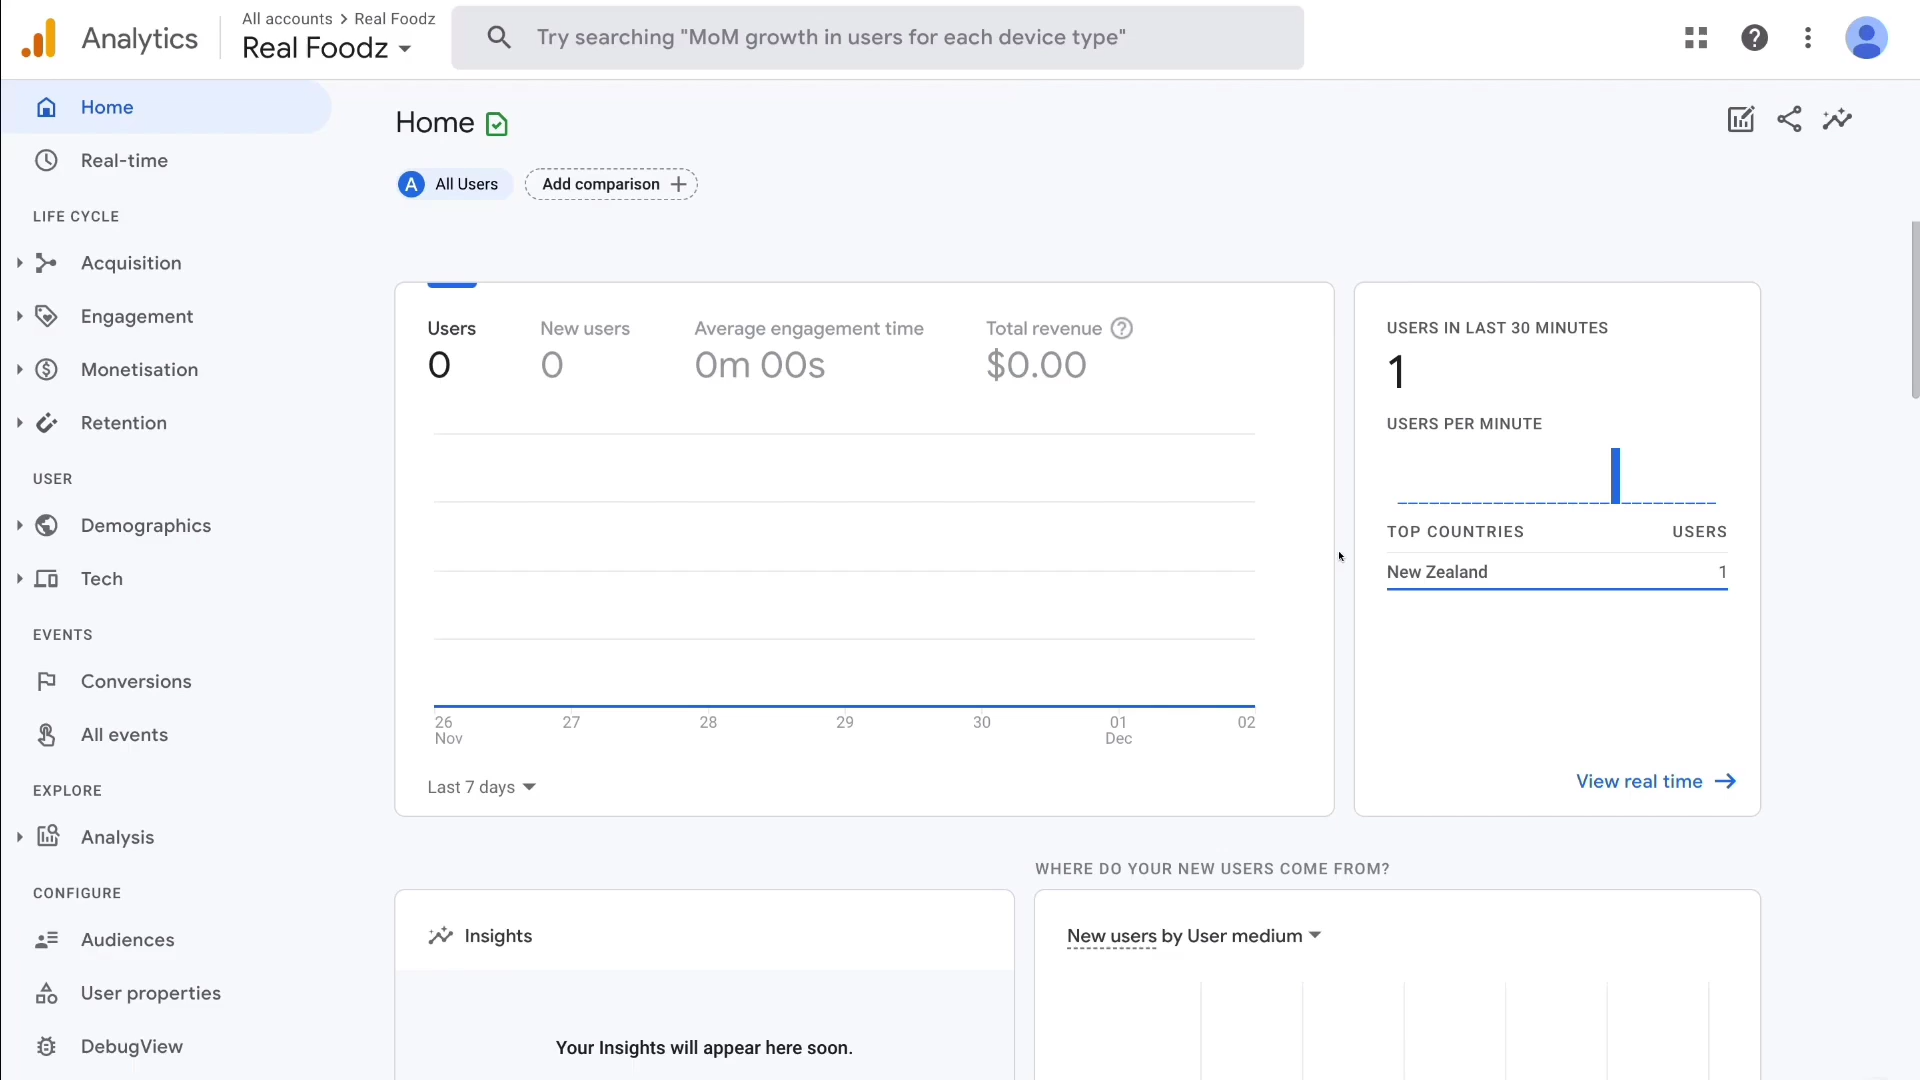 Analytics
All accounts > Real Foodz
Real Foodz
Try searching "MoM growth in users for each device type"
Home
Real-time
LIFE CYCLE
Acquisition
Engagement
Monetisation
Retention
USER
Demographics
Tech
EVENTS
Conversions
All events
EXPLORE
Analysis
CONFIGURE
Audiences
User properties
DebugView
Home
A All Users
Add comparison +
Users
0
New users
0
Average engagement time
0m 00s
Total revenue
$0.00
26 27 28 29 30 01 02
Nov Dec
Last 7 days
USERS IN LAST 30 MINUTES
1
USERS PER MINUTE
TOP COUNTRIES USERS
New Zealand 1
View real time
Insights
Your Insights will appear here soon.
WHERE DO YOUR NEW USERS COME FROM?
New users by User medium